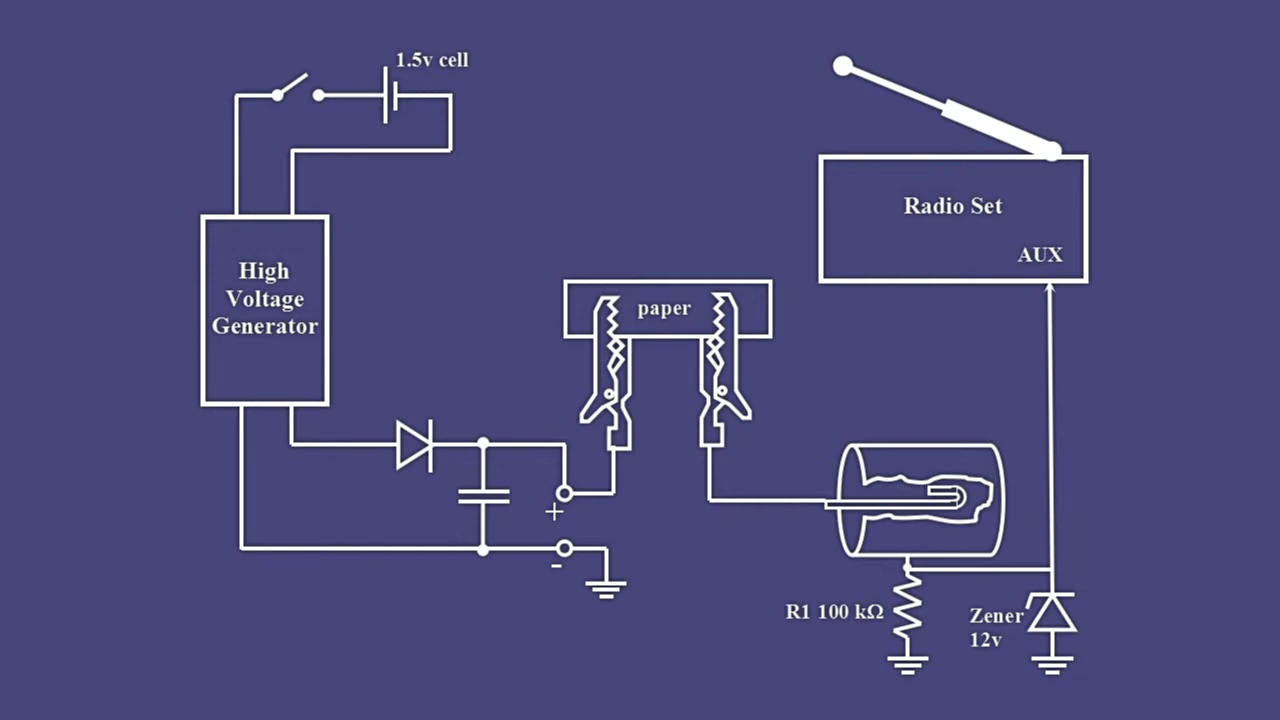 1.5v cell
High
Voltage
Generator
+
-
paper
Radio Set
AUX
R1 100 kΩ
Zener
12v